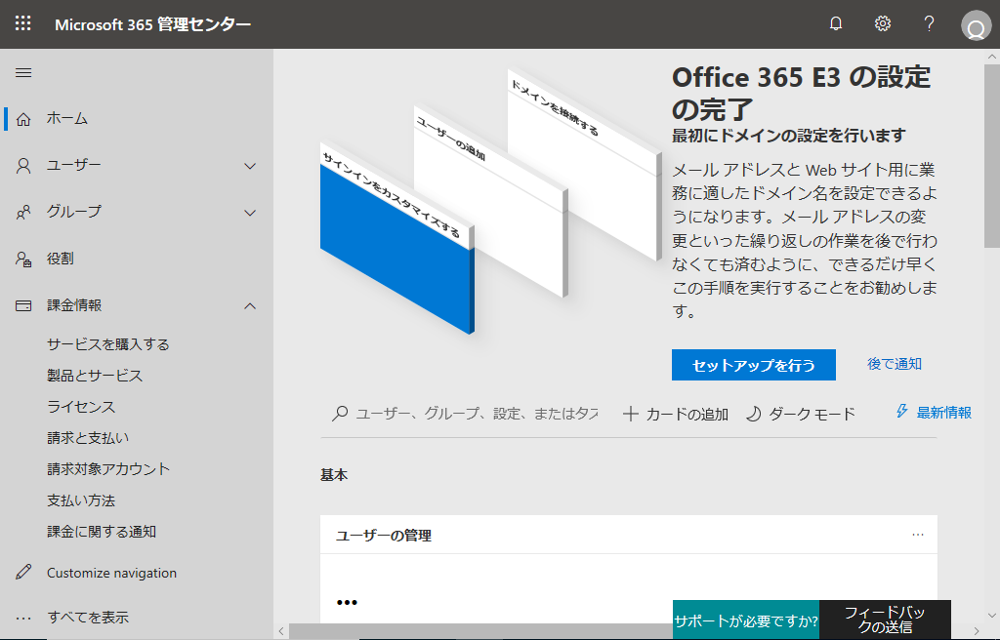 Microsoft 365 管理センター
ホーム
ユーザー
グループ
役割
課金情報
サービスを購入する
製品とサービス
ライセンス
請求と支払い
請求対象アカウント
支払い方法
課金に関する通知
Customize navigation
すべてを表示
ドメインを接続する
ユーザーの追加
サインインをカスタマイズする
Office 365 E3 の設定
の完了
最初にドメインの設定を行います
メール アドレスと Web サイト用に業
務に適したドメイン名を設定できるよ
うになります。メール アドレスの変
更といった繰り返しの作業を後で行わ
なくても済むように、できるだけ早く
この手順を実行することをお勧めしま
す。
セットアップを行う
後で通知
ユーザー、グループ、設定、またはタス
カードの追加
ダーク モード
最新情報
基本
ユーザーの管理
サポートが必要ですか?
フィードバッ
クの送信